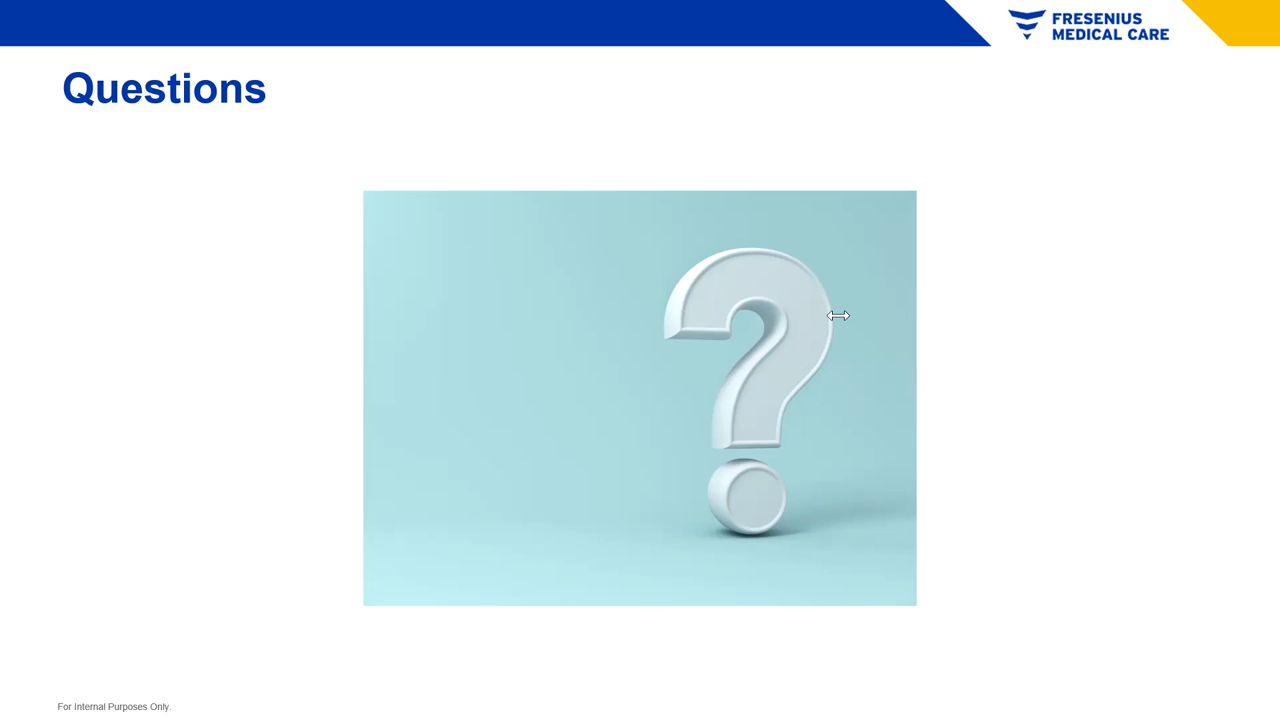 FRESENIUS
MEDICAL CARE
Questions
?
For Internal Purposes Only.